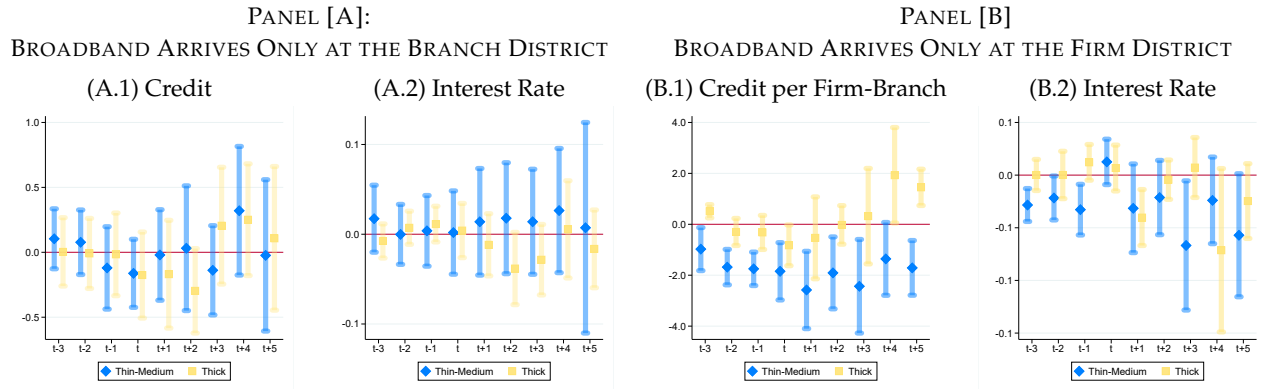 PANEL [A]:
BROADBAND ARRIVES ONLY AT THE BRANCH DISTRICT
(A.1) Credit
1.0
0.5
0.0
-0.5
t-3 t-2 t-1 t t+1 t+2 t+3 t+4 t+5
Thin-Medium Thick
(A.2) Interest Rate
0.1
0.0
-0.1
t-3 t-2 t-1 t t+1 t+2 t+3 t+4 t+5
Thin-Medium Thick
PANEL [B]
BROADBAND ARRIVES ONLY AT THE FIRM DISTRICT
(B.1) Credit per Firm-Branch
4.0
2.0
0.0
-2.0
-4.0
t-3 t-2 t-1 t t+1 t+2 t+3 t+4 t+5
Thin-Medium Thick
(B.2) Interest Rate
0.1
0.0
-0.1
-0.1
t-3 t-2 t-1 t t+1 t+2 t+3 t+4 t+5
Thin-Medium Thick